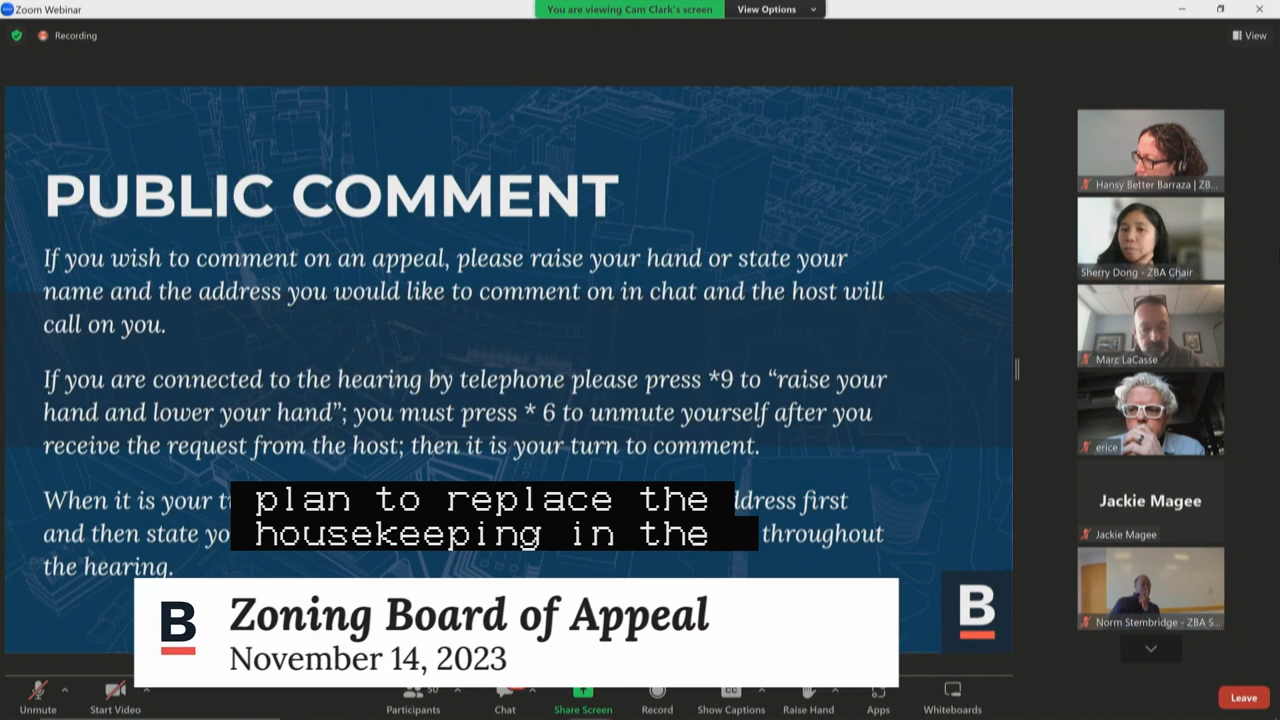 Zoom Webinar
You are viewing Cam Clark's screen
View Options
Recording
View
PUBLIC COMMENT
If you wish to comment on an appeal, please raise your hand or state your
name and the address you would like to comment on in chat and the host will
call on you.
If you are connected to the hearing by telephone please press *9 to “raise your
hand and lower your hand”; you must press * 6 to unmute yourself after you
receive the request from the host; then it is your turn to comment.
When it is your
and then state
the hearing.
first
throughout
plan to replace the
housekeeping in the
B
Zoning Board of Appeal
November 14, 2023
B
Hansy Better Barraza | ZB...
Sherry Dong - ZBA Chair
Marc LaCasse
erice
Jackie Magee
Jackie Magee
Norm Stembridge - ZBA S...
Unmute
Start Video
Participants
50
Chat
Share Screen
Record
CC
Show Captions
Raise Hand
Apps
Whiteboards
Leave